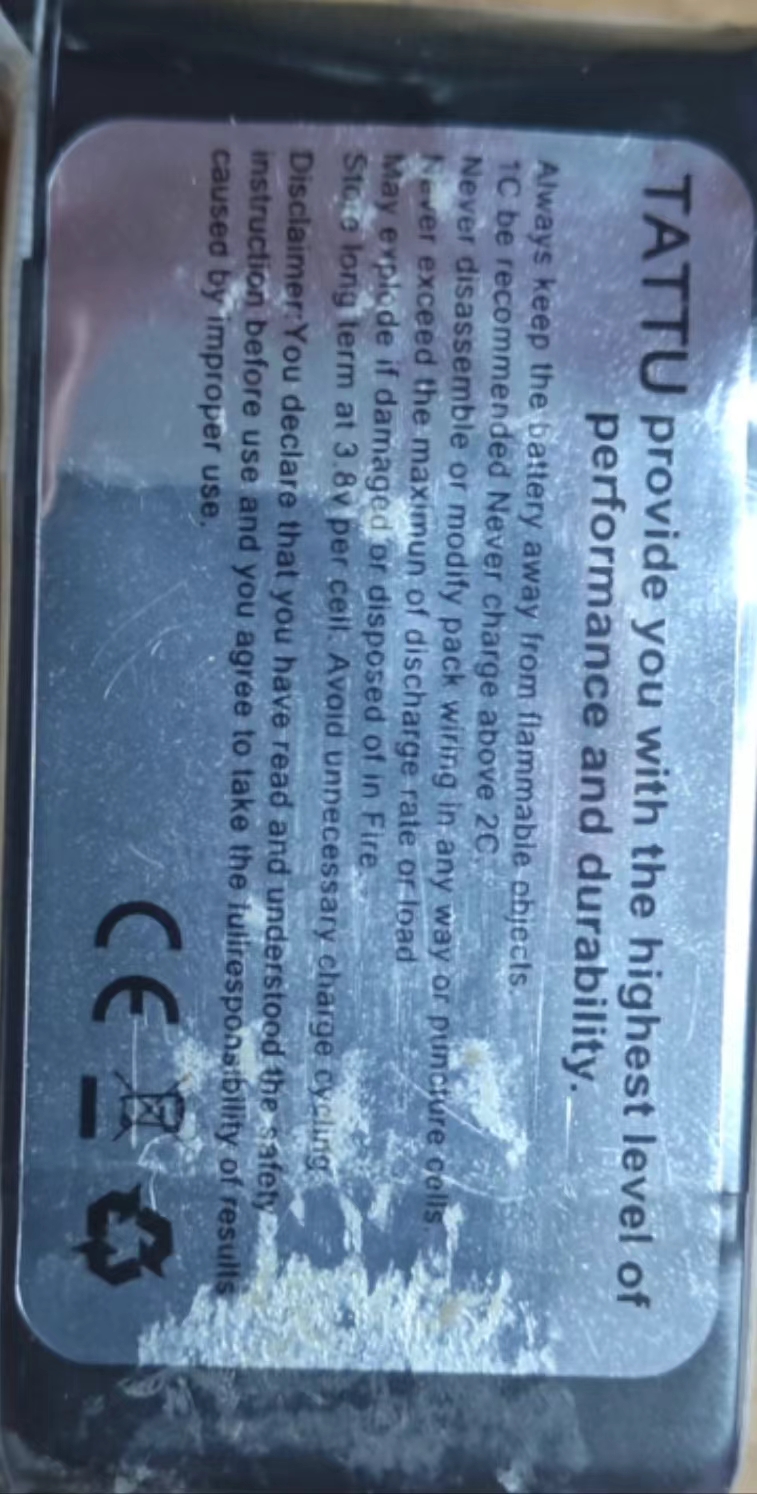 TATTU provide you with the highest level of
performance and durability.
Always keep the battery away from flammable objects.
1C be recommended Never charge above 2C.
Never disassemble or modify pack wiring in any way or puncture cells.
Never exceed the maximun of discharge rate or load
May explode if damaged or disposed of in Fire
Store long term at 3.8v per cell. Avoid unnecessary charge cycling.
Disclaimer:You declare that you have read and understood the safety
instruction before use and you agree to take the fullresponsibility of results
caused by improper use.
CE